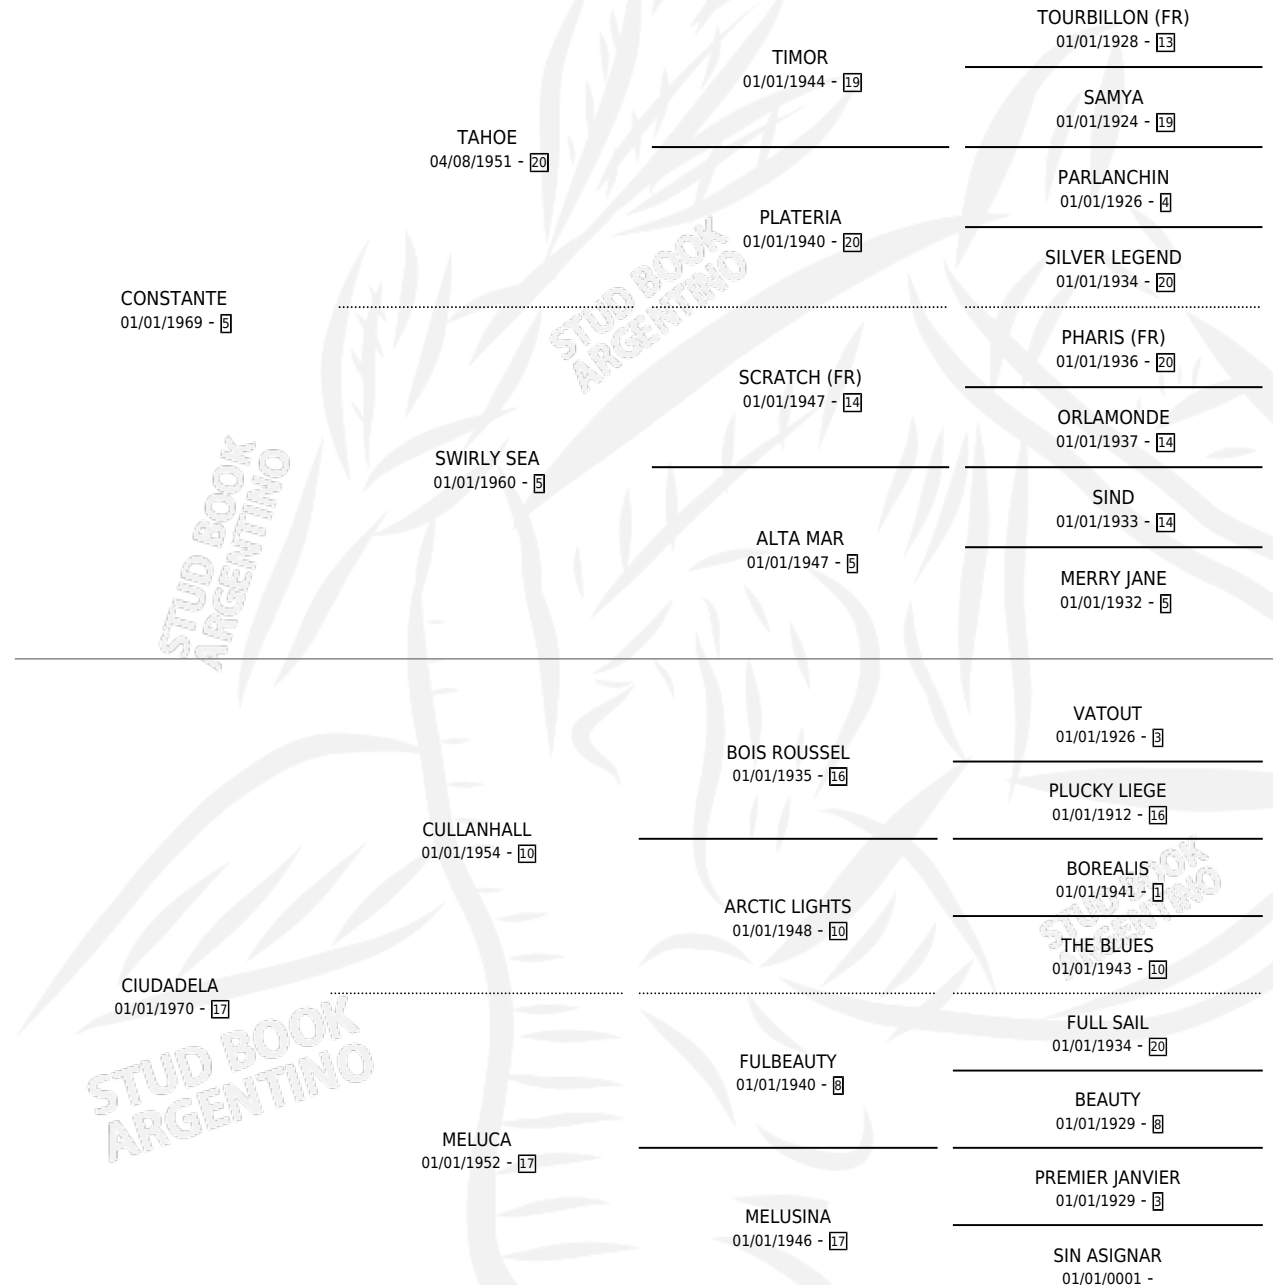 TOURBILLON (FR)
01/01/1928 - 13
TIMOR
01/01/1944 - 19
SAMYA
01/01/1924 - 19
TAHOE
04/08/1951 - 20
PARLANCHIN
01/01/1926 - 4
PLATERIA
01/01/1940 - 20
SILVER LEGEND
01/01/1934 - 20
CONSTANTE
01/01/1969 - 5
PHARIS (FR)
01/01/1936 - 20
SCRATCH (FR)
01/01/1947 - 14
ORLAMONDE
01/01/1937 - 14
SWIRLY SEA
01/01/1960 - 5
SIND
01/01/1933 - 14
ALTA MAR
01/01/1947 - 5
MERRY JANE
01/01/1932 - 5
VATOUT
01/01/1926 - 3
BOIS ROUSSEL
01/01/1935 - 16
PLUCKY LIEGE
01/01/1912 - 16
CULLANHALL
01/01/1954 - 10
BOREALIS
01/01/1941 - 1
ARCTIC LIGHTS
01/01/1948 - 10
THE BLUES
01/01/1943 - 10
CIUDADELA
01/01/1970 - 17
FULL SAIL
01/01/1934 - 20
FULBEAUTY
01/01/1940 - 8
BEAUTY
01/01/1929 - 8
MELUCA
01/01/1952 - 17
PREMIER JANVIER
01/01/1929 - 3
MELUSINA
01/01/1946 - 17
SIN ASIGNAR
01/01/0001 -
STUD BOOK
ARGENTINO
STUD BOOK
ARGENTINO
STUD BOOK
ARGENTINO
STUD BOOK
ARGENTINO